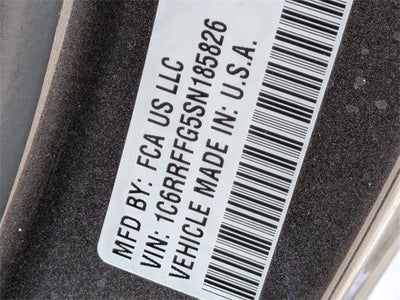 MFD BY: FCA US LLC
VIN: 1C6RRFFG5SN185826
VEHICLE MADE IN: U.S.A.